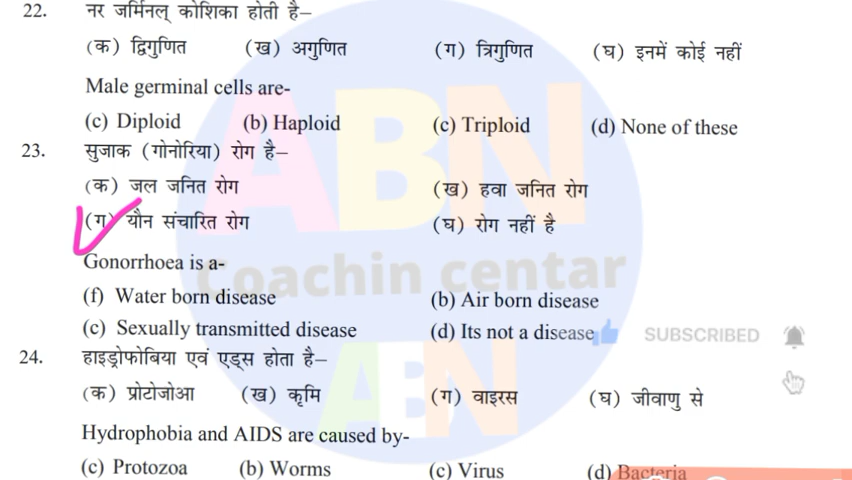 22. नर जर्मिनल् कोशिका होती है–
(क) द्विगुणित (ख) अगुणित (ग) त्रिगुणित (घ) इनमें कोई नहीं
Male germinal cells are-
(c) Diploid (b) Haploid (c) Triploid (d) None of these
23. सुजाक (गोनोरिया) रोग है–
(क) जल जनित रोग (ख) हवा जनित रोग
(ग) यौन संचारित रोग (घ) रोग नहीं है
Gonorrhoea is a-
(f) Water born disease (b) Air born disease
(c) Sexually transmitted disease (d) Its not a disease
24. हाइड्रोफोबिया एवं एड्स होता है–
(क) प्रोटोजोआ (ख) कृमि (ग) वाइरस (घ) जीवाणु से
Hydrophobia and AIDS are caused by-
(c) Protozoa (b) Worms (c) Virus (d) Bacteria
ABN
Coachin centar
ABN
SUBSCRIBED